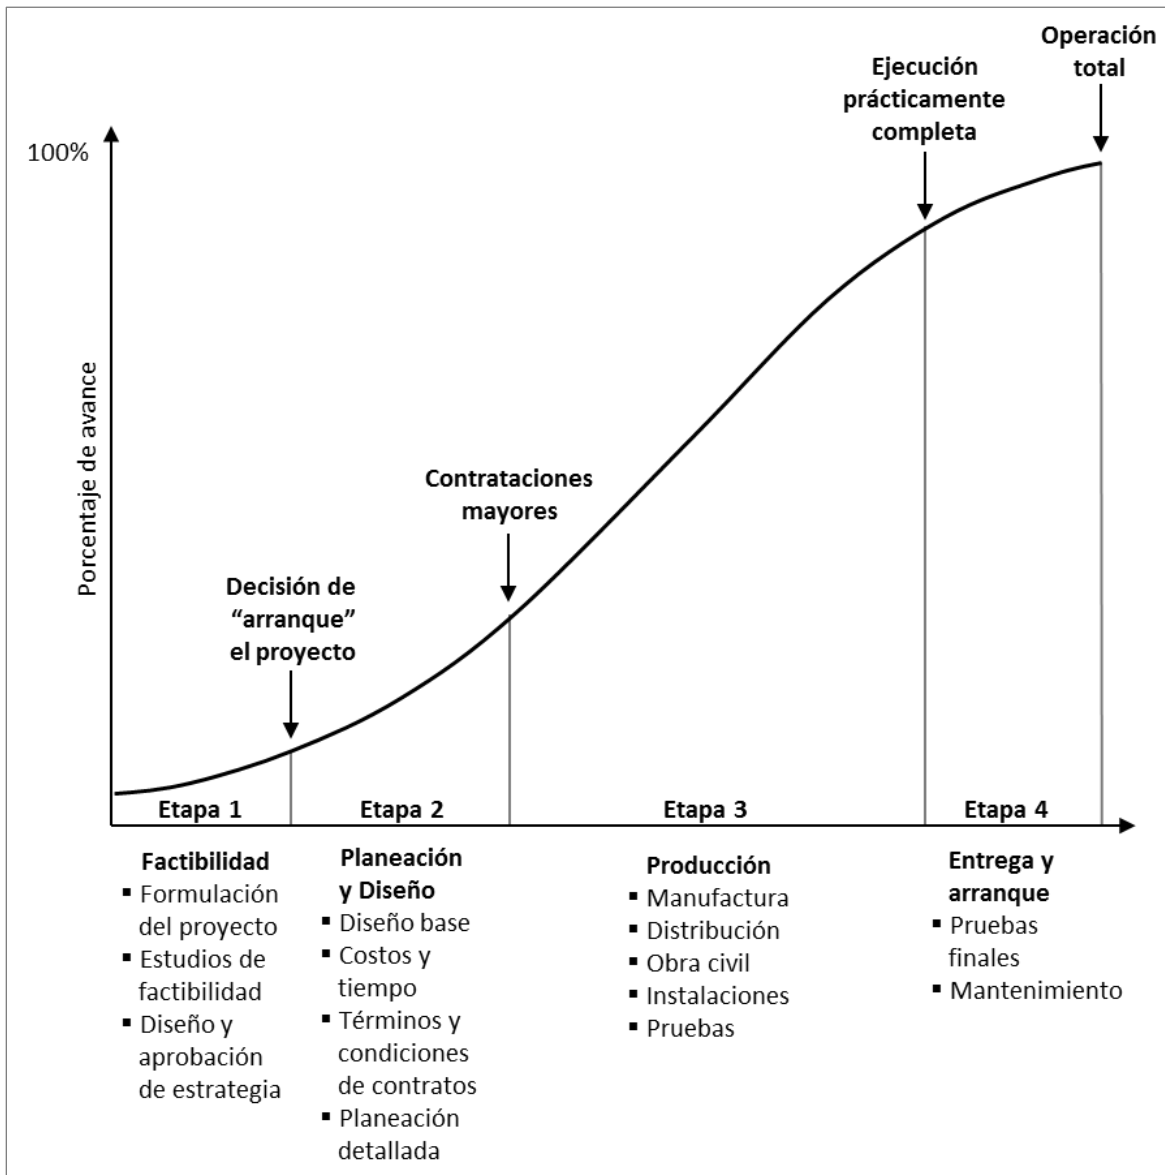 Operación
total
Ejecución
prácticamente
completa
100%
Porcentaje de avance
Contrataciones
mayores
Decisión de
“arranque”
el proyecto
Etapa 1
Etapa 2
Etapa 3
Etapa 4
Factibilidad
▪ Formulación
del proyecto
▪ Estudios de
factibilidad
▪ Diseño y
aprobación
de estrategia
Planeación
y Diseño
▪ Diseño base
▪ Costos y
tiempo
▪ Términos y
condiciones
de contratos
▪ Planeación
detallada
Producción
▪ Manufactura
▪ Distribución
▪ Obra civil
▪ Instalaciones
▪ Pruebas
Entrega y
arranque
▪ Pruebas
finales
▪ Mantenimiento